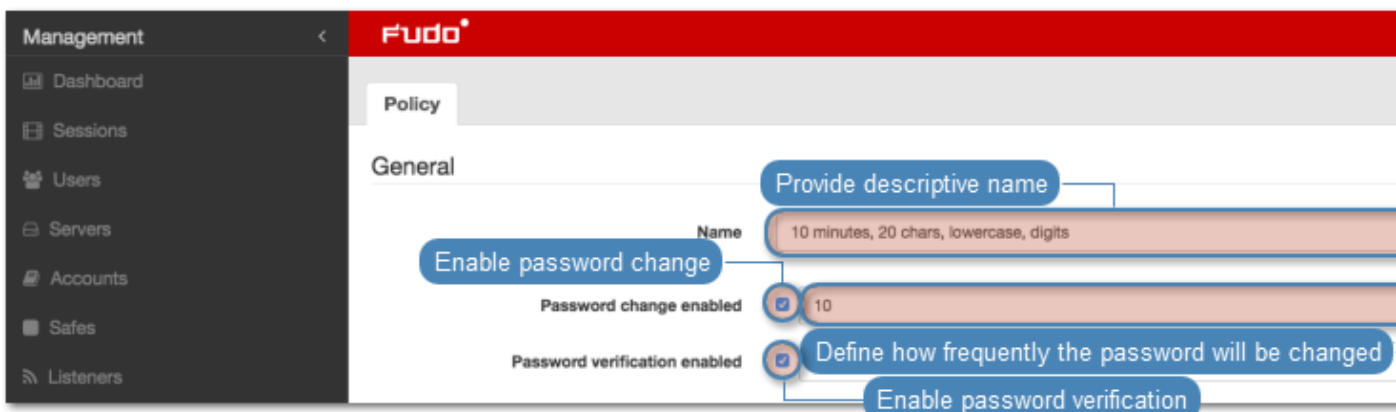 Management
Fudo
Dashboard
Policy
Sessions
General
Users
Provide descriptive name
Servers
Name 10 minutes, 20 chars, lowercase, digits
Enable password change
Accounts
Password change enabled 10
Safes
Define how frequently the password will be changed
Password verification enabled
Listeners
Enable password verification